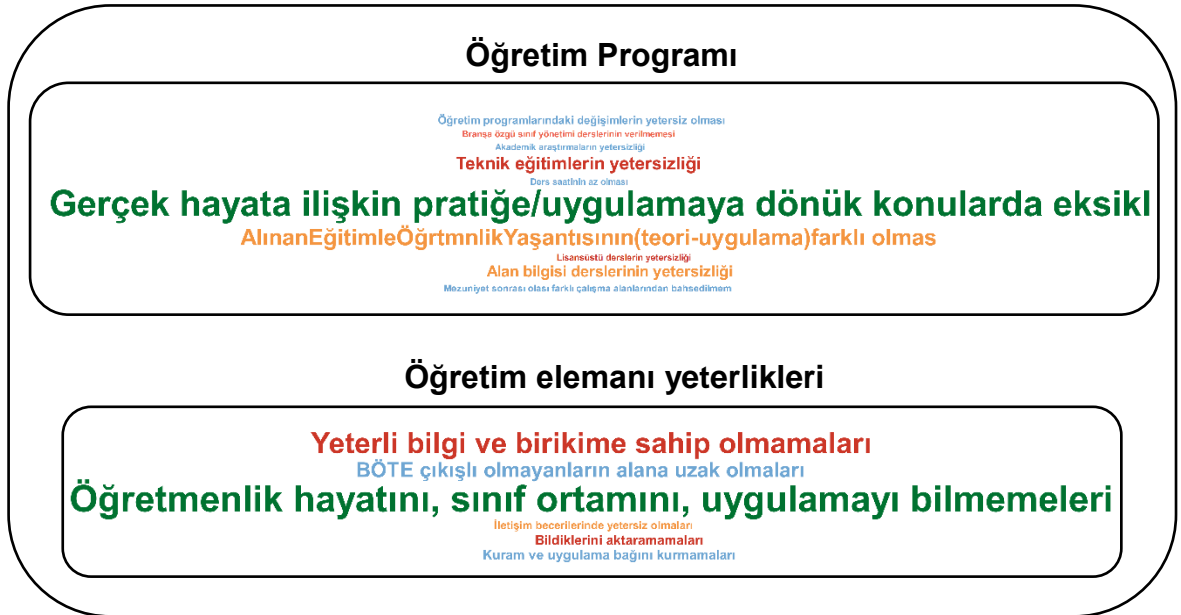 Öğretim Programı
Öğretim programlarındaki değişimlerin yetersiz olması
Branşa özgü sınıf yönetimi derslerinin verilmemesi
Akademik araştırmaların yetersizliği
Teknik eğitimlerin yetersizliği
Ders saatinin az olması
Gerçek hayata ilişkin pratiğe/uygulamaya dönük konularda eksikl
AlınanEğitimleÖğrtmnlikYaşantısının(teori-uygulama)farklı olmas
Lisansüstü derslerin yetersizliği
Alan bilgisi derslerinin yetersizliği
Mezuniyet sonrası olası farklı çalışma alanlarından bahsedilmem
Öğretim elemanı yeterlikleri
Yeterli bilgi ve birikime sahip olmamaları
BÖTE çıkışlı olmayanların alana uzak olmaları
Öğretmenlik hayatını, sınıf ortamını, uygulamayı bilmemeleri
İletişim becerilerinde yetersiz olmaları
Bildiklerini aktaramamaları
Kuram ve uygulama bağını kurmamaları